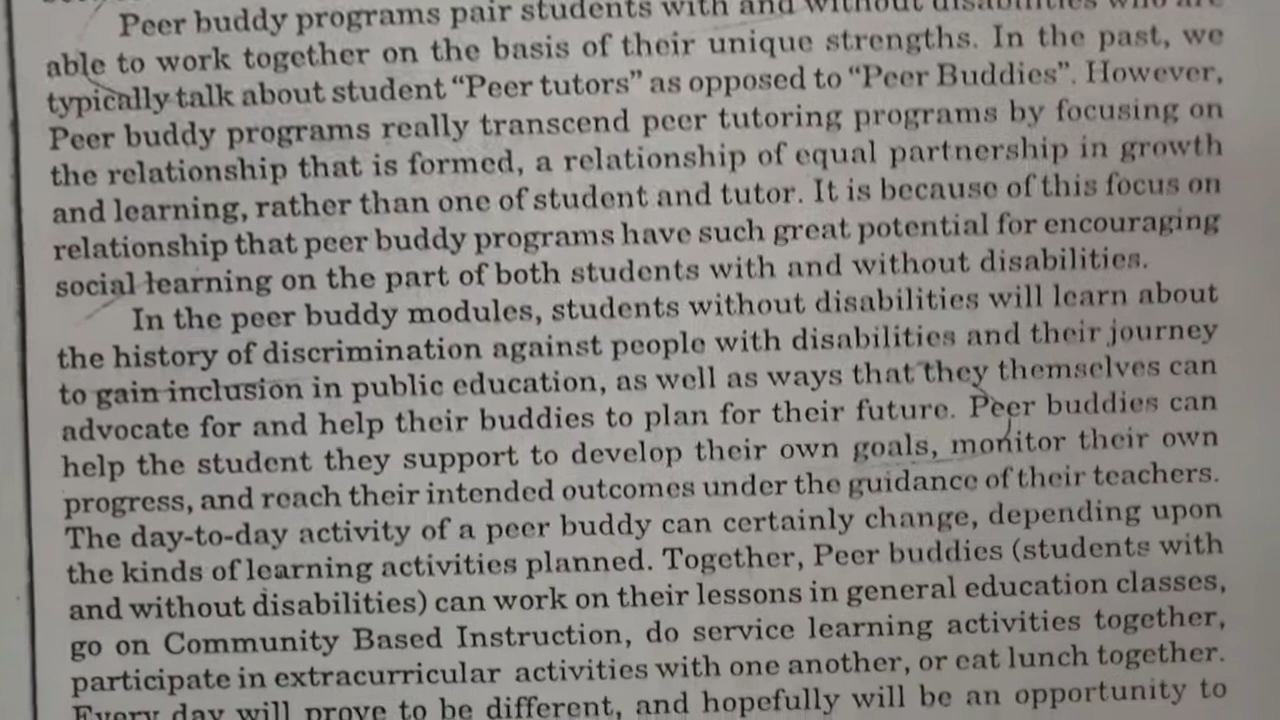 Peer buddy programs pair students with and without disabilities who are
able to work together on the basis of their unique strengths. In the past, we
typically talk about student “Peer tutors” as opposed to “Peer Buddies”. However,
Peer buddy programs really transcend peer tutoring programs by focusing on
the relationship that is formed, a relationship of equal partnership in growth
and learning, rather than one of student and tutor. It is because of this focus on
relationship that peer buddy programs have such great potential for encouraging
social learning on the part of both students with and without disabilities.
In the peer buddy modules, students without disabilities will learn about
the history of discrimination against people with disabilities and their journey
to gain inclusion in public education, as well as ways that they themselves can
advocate for and help their buddies to plan for their future. Peer buddies can
help the student they support to develop their own goals, monitor their own
progress, and reach their intended outcomes under the guidance of their teachers.
The day-to-day activity of a peer buddy can certainly change, depending upon
the kinds of learning activities planned. Together, Peer buddies (students with
and without disabilities) can work on their lessons in general education classes,
go on Community Based Instruction, do service learning activities together,
participate in extracurricular activities with one another, or eat lunch together.
Every day will prove to be different, and hopefully will be an opportunity to